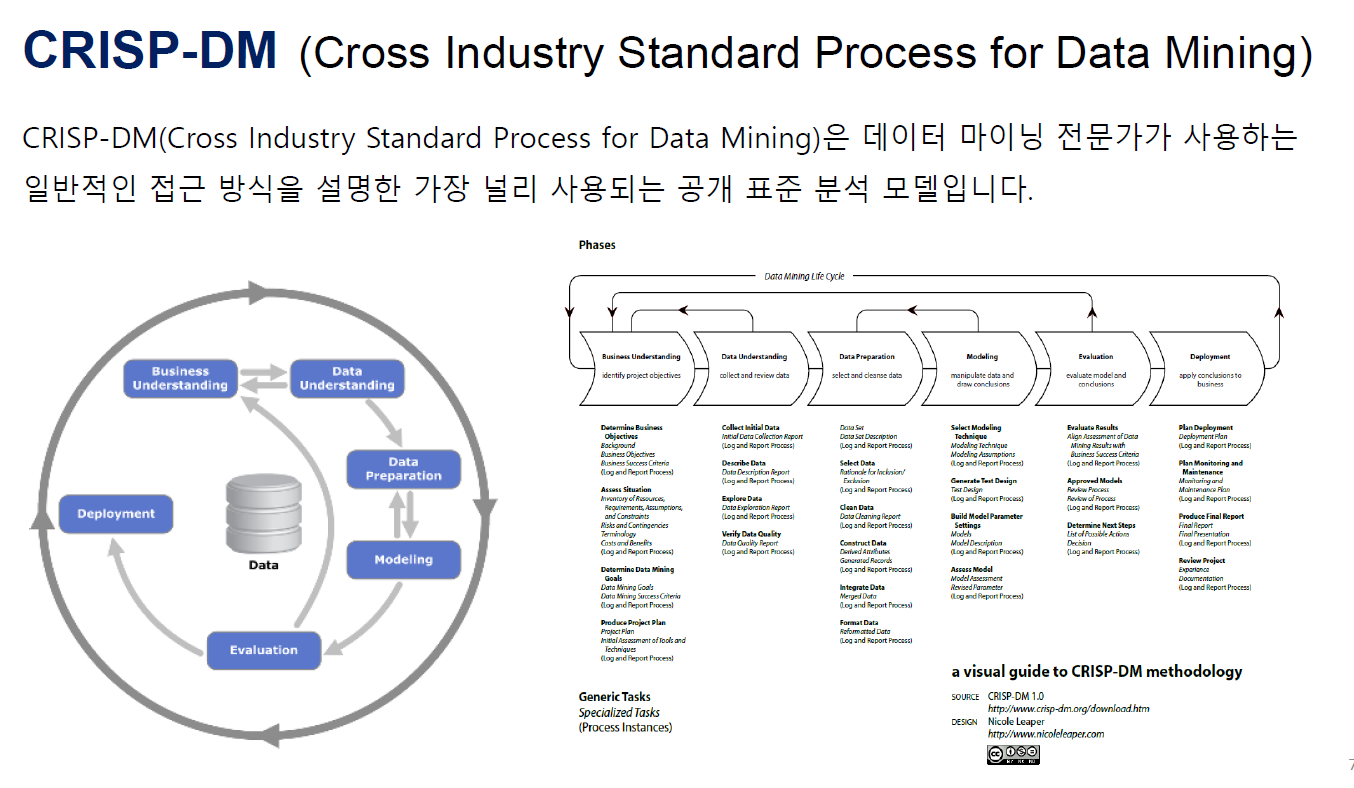 CRISP-DM (Cross Industry Standard Process for Data Mining)
CRISP-DM(Cross Industry Standard Process for Data Mining)은 데이터 마이닝 전문가가 사용하는
일반적인 접근 방식을 설명한 가장 널리 사용되는 공개 표준 분석 모델입니다.
Business
Understanding
Data
Understanding
Data
Preparation
Modeling
Evaluation
Deployment
Data
Phases
Data Mining Life Cycle
Business Understanding
identify project objectives
Data Understanding
collect and review data
Data Preparation
select and cleanse data
Modeling
manipulate data and
draw conclusions
Evaluation
evaluate model and
conclusions
Deployment
apply conclusions to
business
Determine Business
Objectives
Background
Business Objectives
Business Success Criteria
(Log and Report Process)
Assess Situation
Inventory of Resources,
Requirements, Assumptions,
and Constraints
Risks and Contingencies
Terminology
Costs and Benefits
(Log and Report Process)
Determine Data Mining
Goals
Data Mining Goals
Data Mining Success Criteria
(Log and Report Process)
Produce Project Plan
Project Plan
Initial Assessment of Tools and
Techniques
(Log and Report Process)
Collect Initial Data
Initial Data Collection Report
(Log and Report Process)
Describe Data
Data Description Report
(Log and Report Process)
Explore Data
Data Exploration Report
(Log and Report Process)
Verify Data Quality
Data Quality Report
(Log and Report Process)
Data Set
Data Set Description
(Log and Report Process)
Select Data
Rationale for Inclusion/
Exclusion
(Log and Report Process)
Clean Data
Data Cleaning Report
(Log and Report Process)
Construct Data
Derived Attributes
Generated Records
(Log and Report Process)
Integrate Data
Merged Data
(Log and Report Process)
Format Data
Reformatted Data
(Log and Report Process)
Select Modeling
Technique
Modeling Technique
Modeling Assumptions
(Log and Report Process)
Generate Test Design
Test Design
(Log and Report Process)
Build Model Parameter
Settings
Models
Model Description
(Log and Report Process)
Assess Model
Model Assessment
Revised Parameter
(Log and Report Process)
Evaluate Results
Align Assessment of Data
Mining Results with
Business Success Criteria
(Log and Report Process)
Approved Models
Review Process
Review of Process
(Log and Report Process)
Determine Next Steps
List of Possible Actions
Decision
(Log and Report Process)
Plan Deployment
Deployment Plan
(Log and Report Process)
Plan Monitoring and
Maintenance
Monitoring and
Maintenance Plan
(Log and Report Process)
Produce Final Report
Final Report
Final Presentation
(Log and Report Process)
Review Project
Experience
Documentation
(Log and Report Process)
Generic Tasks
Specialized Tasks
(Process Instances)
a visual guide to CRISP-DM methodology
SOURCE CRISP-DM 1.0
http://www.crisp-dm.org/download.htm
DESIGN Nicole Leaper
http://www.nicoleleaper.com
7